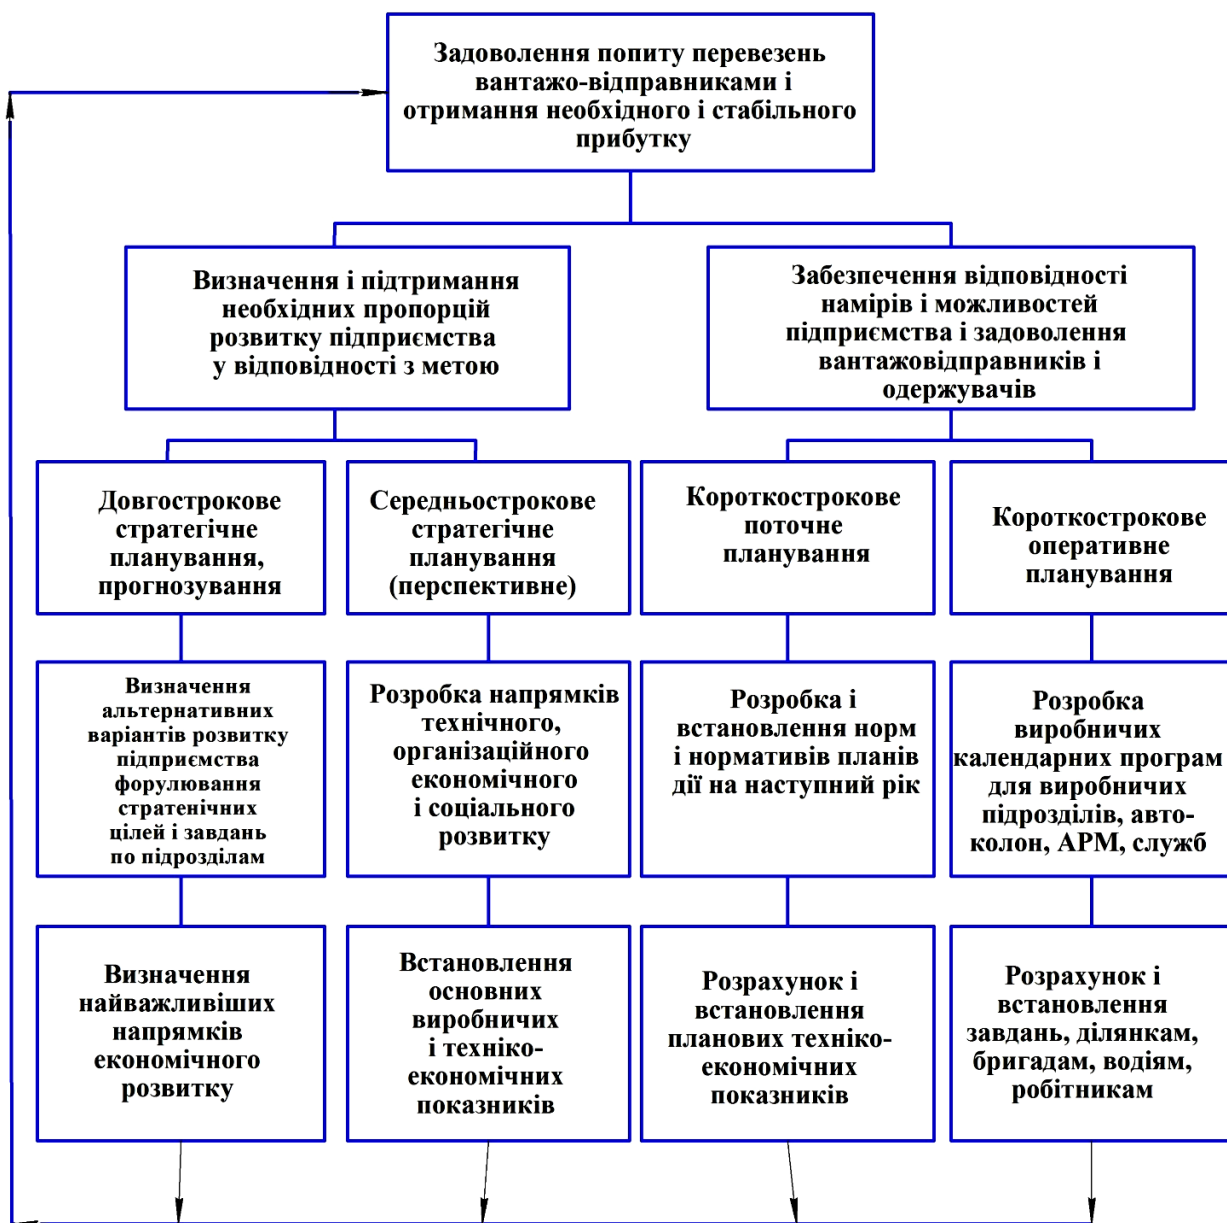 Задоволення попиту перевезень
вантажо-відправниками і
отримання необхідного і стабільного
прибутку
Визначення і підтримання
необхідних пропорцій
розвитку підприємства
у відповідності з метою
Забезпечення відповідності
намірів і можливостей
підприємства і задоволення
вантажовідправників і
одержувачів
Довгострокове
стратегічне
планування,
прогнозування
Середньострокове
стратегічне
планування
(перспективне)
Короткострокове
поточне
планування
Короткострокове
оперативне
планування
Визначення
альтернативних
варіантів розвитку
підприємства
форулювання
стратенічних
цілей і завдань
по підрозділам
Розробка напрямків
технічного,
організаційного
економічного
і соціального
розвитку
Розробка і
встановлення норм
і нормативів планів
дії на наступний рік
Розробка
виробничих
календарних програм
для виробничих
підрозділів, авто-
колон, АРМ, служб
Визначення
найважливіших
напрямків
економічного
розвитку
Встановлення
основних
виробничих
і техніко-
економічних
показників
Розрахунок і
встановлення
планових техніко-
економічних
показників
Розрахунок і
встановлення
завдань, ділянкам,
бригадам, водіям,
робітникам